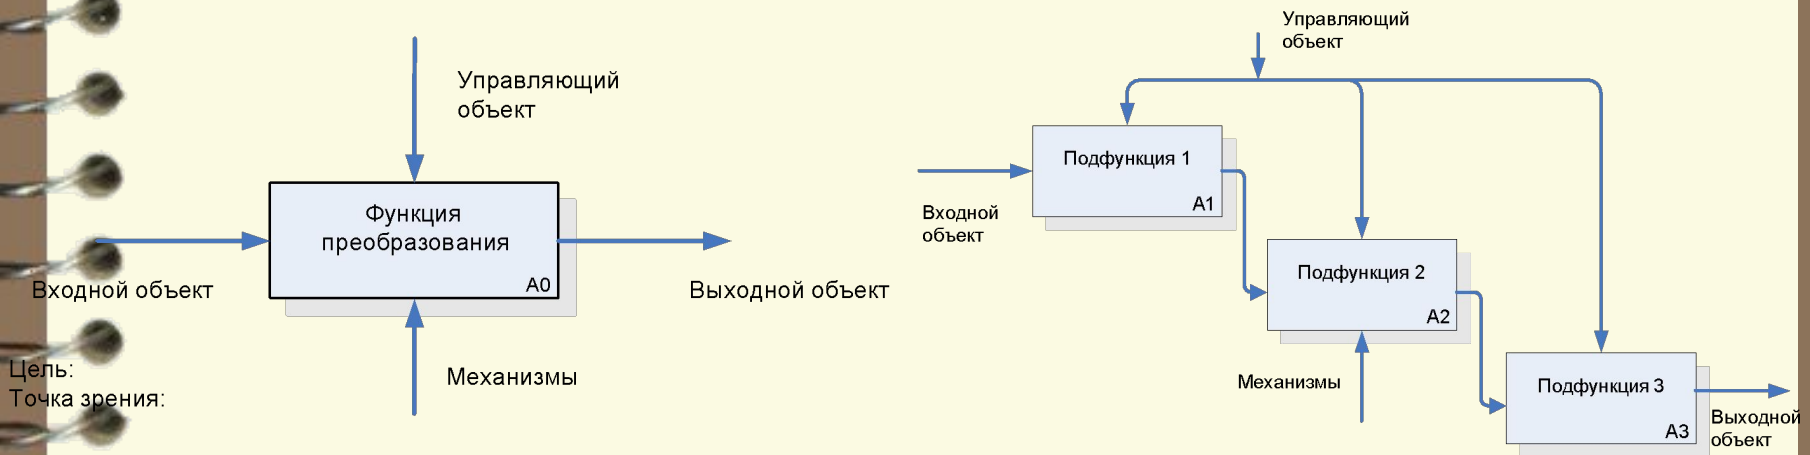 Управляющий
объект
Функция
преобразования
A0
Входной объект
Выходной объект
Механизмы
Цель:
Точка зрения:
Управляющий
объект
Подфункция 1
A1
Входной
объект
Подфункция 2
A2
Механизмы
Подфункция 3
A3
Выходной
объект